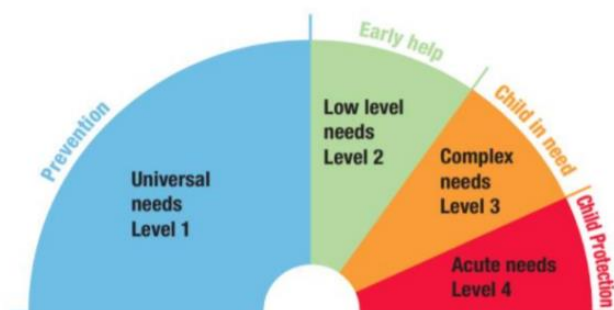 Prevention
Universal
needs
Level 1
Early help
Low level
needs
Level 2
Child in need
Complex
needs
Level 3
Child Protection
Acute needs
Level 4